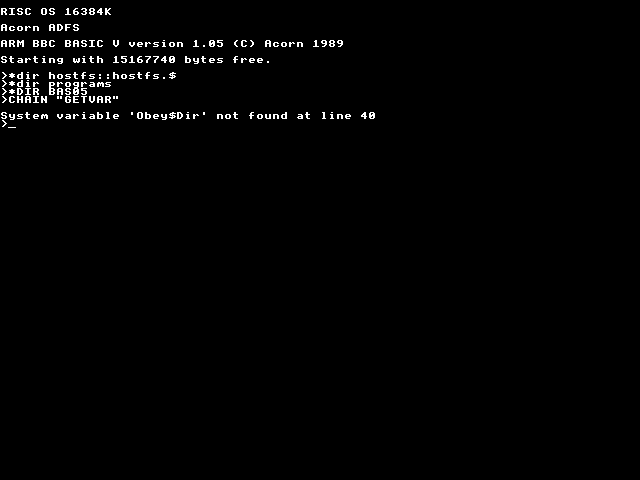 RISC OS 16384K
Acorn ADFS
ARM BBC BASIC V version 1.05 (C) Acorn 1989
Starting with 15167740 bytes free.
>*dir hostfs::hostfs.$
>*dir programs
>*DIR BAS05
>CHAIN "GETVAR"
System variable 'Obey$Dir' not found at line 40
>_